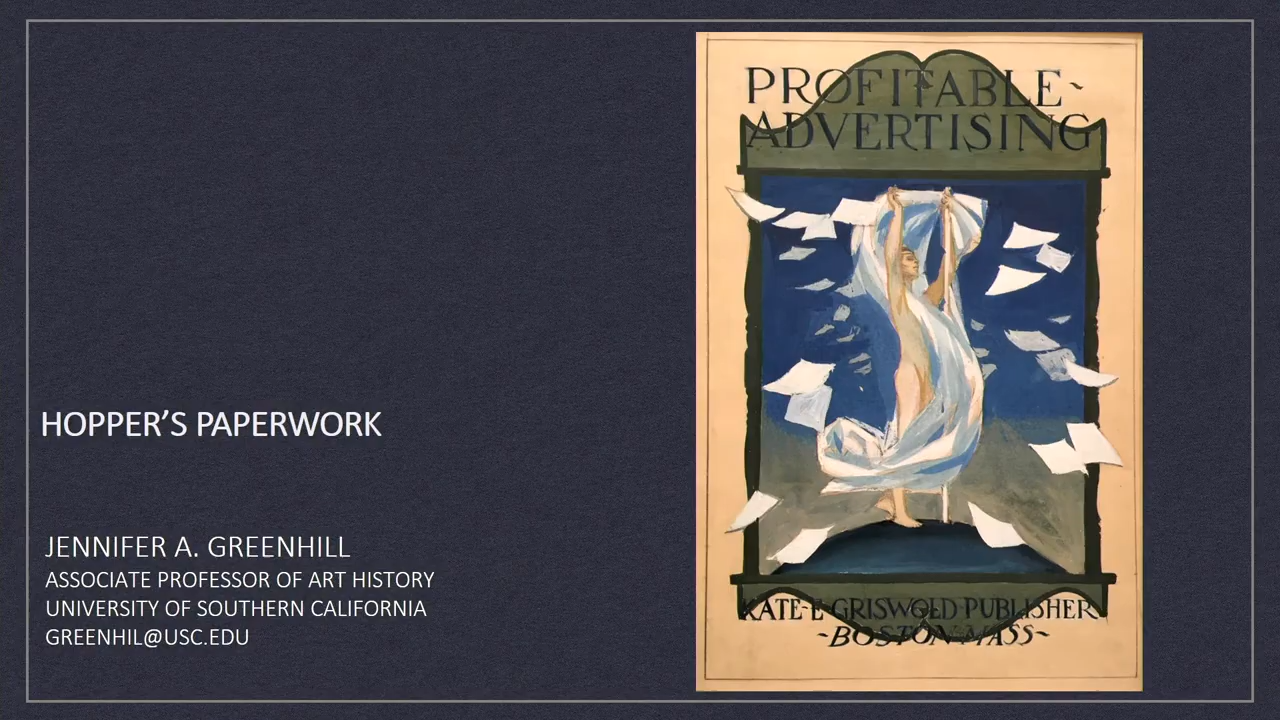 HOPPER'S PAPERWORK
JENNIFER A. GREENHILL
ASSOCIATE PROFESSOR OF ART HISTORY
UNIVERSITY OF SOUTHERN CALIFORNIA
GREENHIL@USC.EDU
PROFITABLE~
ADVERTISING
KATE·E·GRISWOLD·PUBLISHER
~BOSTON·MASS~